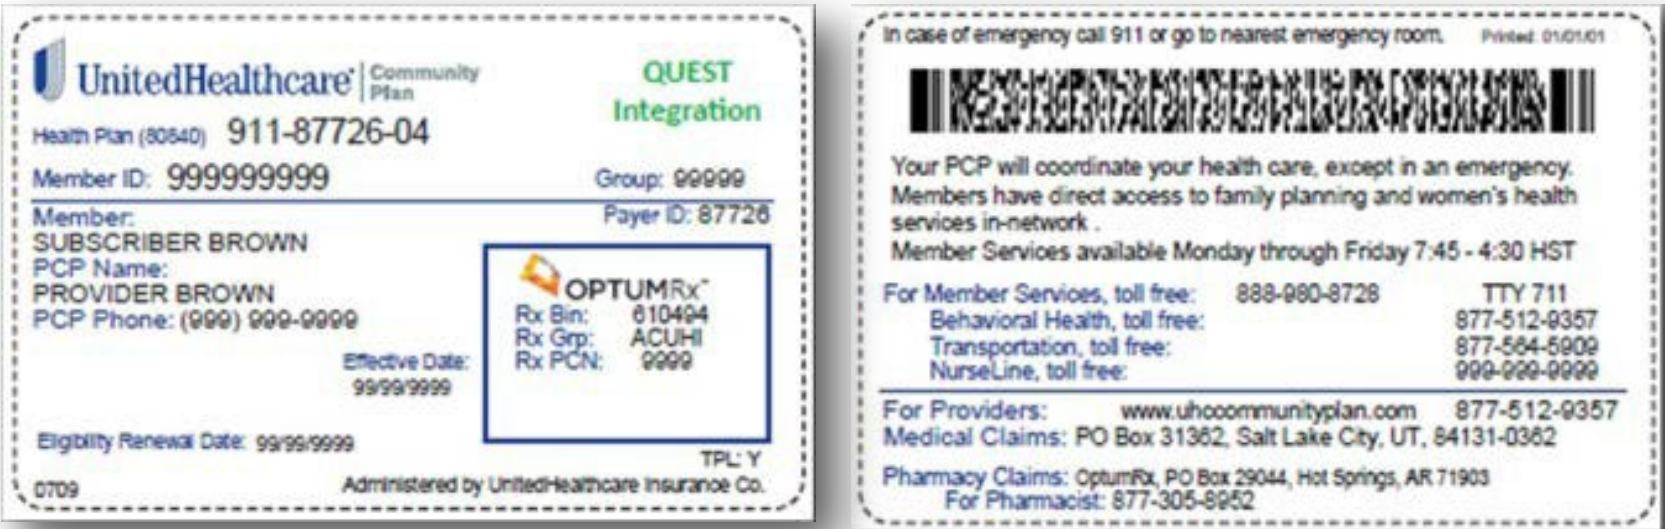 UnitedHealthcare | Community Plan
QUEST Integration
Health Plan (80840) 911-87726-04
Member ID: 999999999 Group: 99999
Member: Payer ID: 87726
SUBSCRIBER BROWN
PCP Name:
PROVIDER BROWN
PCP Phone: (999) 999-9999
OPTUMRx™
Rx Bin: 610494
Rx Grp: ACUHI
Rx PCN: 9999
Effective Date:
99/99/9999
Eligibility Renewal Date: 99/99/9999
TPL: Y
0709 Administered by UnitedHealthcare Insurance Co.
In case of emergency call 911 or go to nearest emergency room. Printed: 01/01/01
Your PCP will coordinate your health care, except in an emergency.
Members have direct access to family planning and women's health
services in-network .
Member Services available Monday through Friday 7:45 - 4:30 HST
For Member Services, toll free: 888-980-8728 TTY 711
Behavioral Health, toll free: 877-512-9357
Transportation, toll free: 877-564-5909
NurseLine, toll free: 999-999-9999
For Providers: www.uhccommunityplan.com 877-512-9357
Medical Claims: PO Box 31362, Salt Lake City, UT, 84131-0362
Pharmacy Claims: OptumRx, PO Box 29044, Hot Springs, AR 71903
For Pharmacist: 877-305-8952